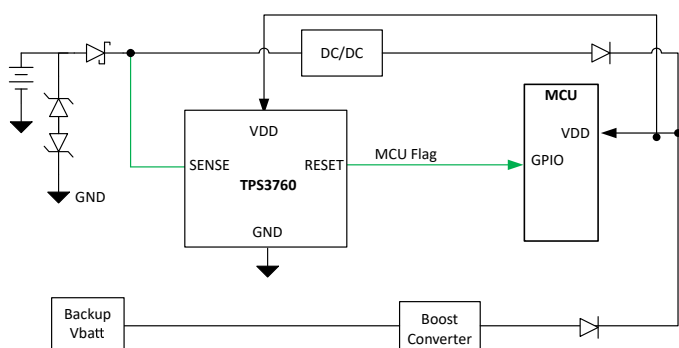 DC/DC
MCU
VDD
VDD
SENSE
RESET
MCU Flag
GPIO
TPS3760
GND
GND
Backup
Vbatt
Boost
Converter